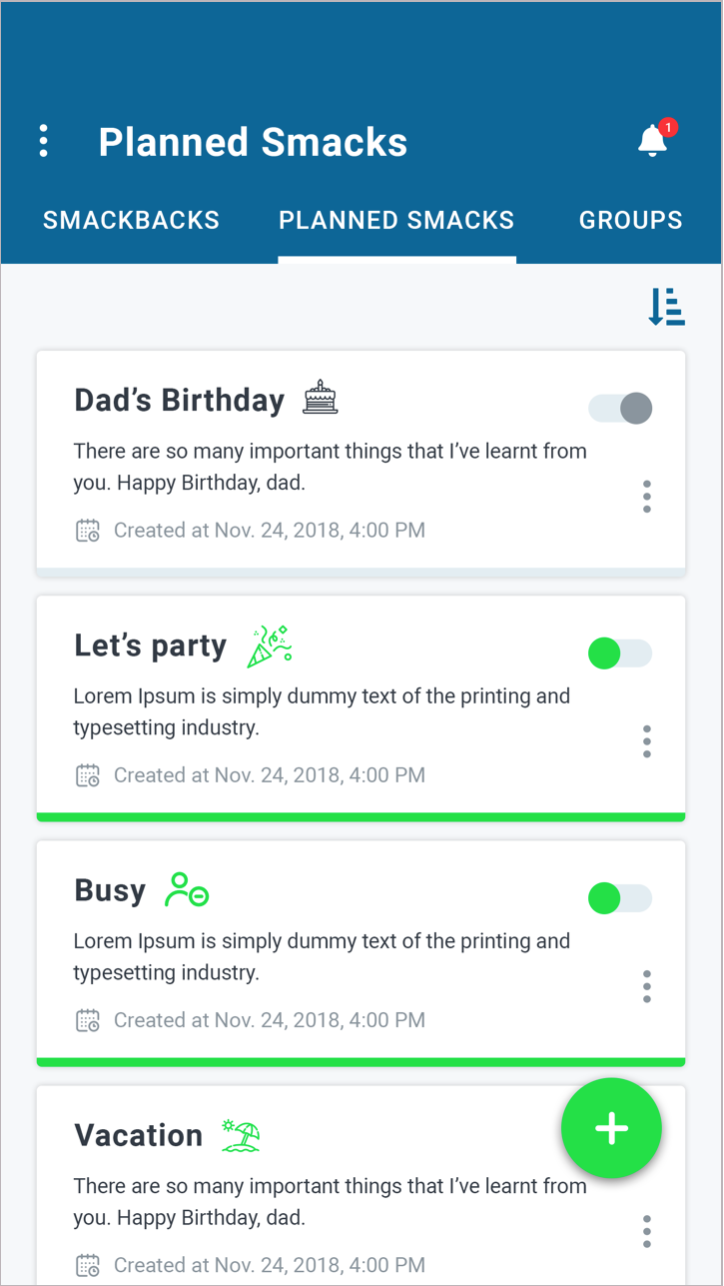 Planned Smacks
1
SMACKBACKS PLANNED SMACKS GROUPS
Dad’s Birthday
There are so many important things that I’ve learnt from
you. Happy Birthday, dad.
Created at Nov. 24, 2018, 4:00 PM
Let’s party
Lorem Ipsum is simply dummy text of the printing and
typesetting industry.
Created at Nov. 24, 2018, 4:00 PM
Busy
Lorem Ipsum is simply dummy text of the printing and
typesetting industry.
Created at Nov. 24, 2018, 4:00 PM
Vacation
There are so many important things that I’ve learnt from
you. Happy Birthday, dad.
Created at Nov. 24, 2018, 4:00 PM